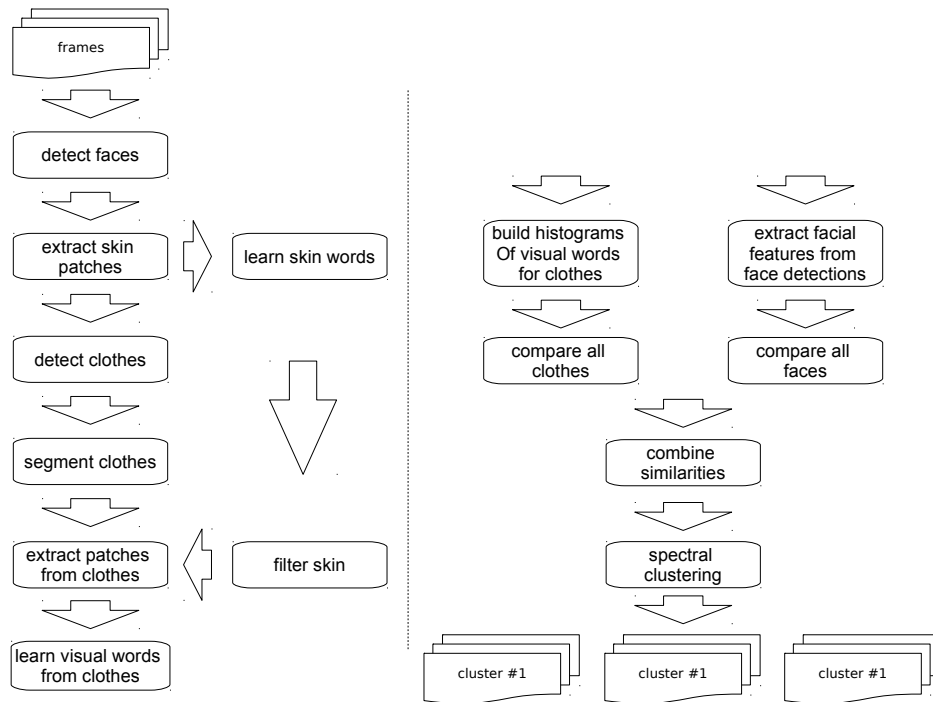 frames
detect faces
extract skin
patches
learn skin words
detect clothes
segment clothes
extract patches
from clothes
filter skin
learn visual words
from clothes
build histograms
Of visual words
for clothes
extract facial
features from
face detections
compare all
clothes
compare all
faces
combine
similarities
spectral
clustering
cluster #1
cluster #1
cluster #1